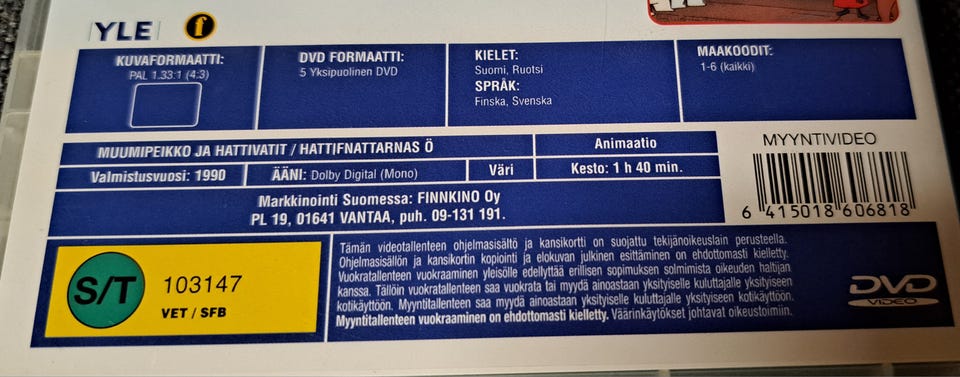 YLE f
KUVAFORMAATTI:
PAL 1.33:1 (4:3)
DVD FORMAATTI:
5 Yksipuolinen DVD
KIELET:
Suomi, Ruotsi
SPRÅK:
Finska, Svenska
MAAKOODIT:
1-6 (kaikki)
MUUMIPEIKKO JA HATTIVATIT / HATTIFNATTARNAS Ö
Animaatio
Valmistusvuosi: 1990
ÄÄNI: Dolby Digital (Mono)
Väri
Kesto: 1 h 40 min.
Markkinointi Suomessa: FINNKINO Oy
PL 19, 01641 VANTAA, puh. 09-131 191.
MYYNTIVIDEO
6 415018 606818
S/T
103147
VET / SFB
Tämän videotallenteen ohjelmasisältö ja kansikortti on suojattu tekijänoikeuslain perusteella.
Ohjelmasisällön ja kansikortin kopiointi ja elokuvan julkinen esittäminen on ehdottomasti kielletty.
Vuokratallenteen vuokraaminen yleisölle edellyttää erillisen sopimuksen solmimista oikeuden haltijan
kanssa. Tällöin vuokratallenteen saa vuokrata tai myydä ainoastaan yksityiselle kuluttajalle yksityiseen
kotikäyttöön. Myyntitallenteen saa myydä ainoastaan yksityiselle kuluttajalle yksityiseen kotikäyttöön.
Myyntitallenteen vuokraaminen on ehdottomasti kielletty. Väärinkäytökset johtavat oikeustoimiin.
DVD
VIDEO